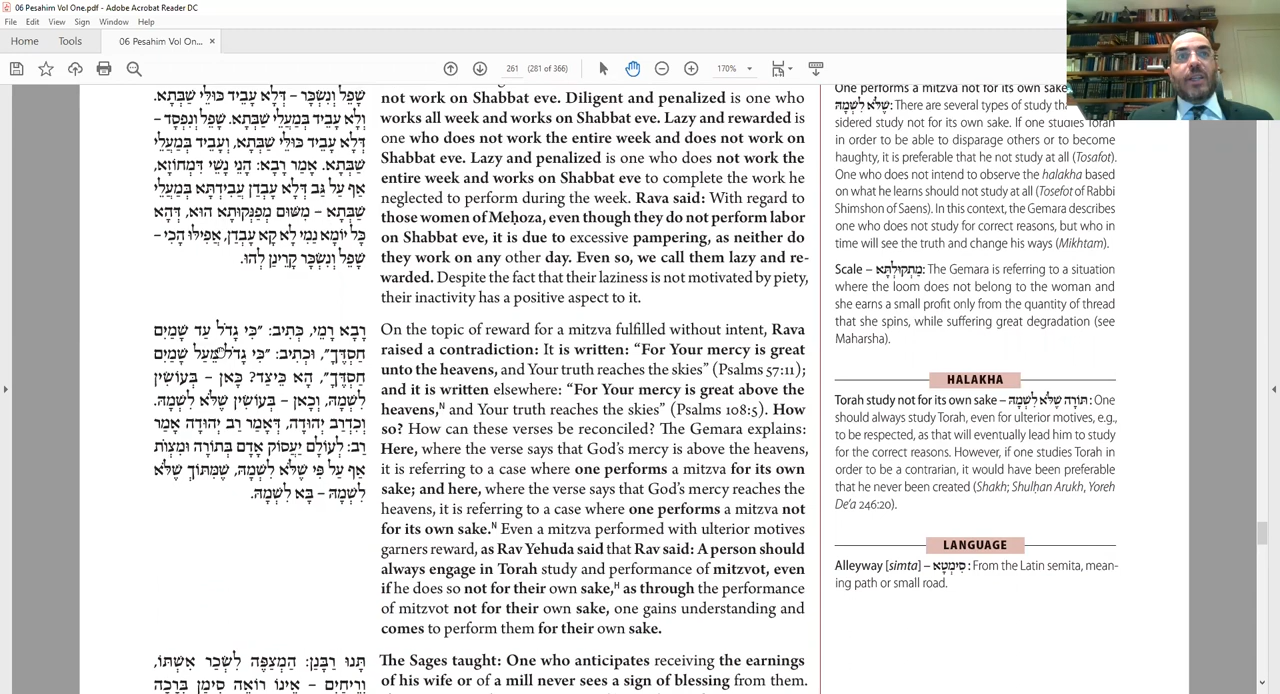 06 Pesahim Vol One.pdf - Adobe Acrobat Reader DC
File Edit View Sign Window Help
Home Tools 06 Pesahim Vol On... ×
261 (281 of 366) 170%
שָׁפֵל וְנִשְׂכָּר – דְּלָא עָבֵיד כּוּלֵּי שַׁבְּתָא.
וְלָא עָבֵיד בְּמַעֲלֵי שַׁבְּתָא. שָׁפֵל וְנִפְסָד –
דְּלָא עָבֵיד כּוּלֵּי שַׁבְּתָא, וְעָבֵיד בְּמַעֲלֵי
שַׁבְּתָא. אָמַר רָבָא: הָנֵי נְשֵׁי דִּמְחוֹזָא,
אַף עַל גַּב דְּלָא עָבְדָן עֲבִידְתָּא בְּמַעֲלֵי
שַׁבְּתָא – מִשּׁוּם מְפַנְּקוּתָא הוּא, דְּהָא
כָּל יוֹמָא נַמִי לָא קָא עָבְדָן, אֲפִילּוּ הָכִי –
שָׁפֵל וְנִשְׂכָּר קָרֵינַן לְהוּ.
רָבָא רָמֵי, כְּתִיב: ״כִּי גָדֹל עַד שָׁמַיִם
חַסְדֶּךָ״, וּכְתִיב: ״כִּי גָדֹל מֵעַל שָׁמַיִם
חַסְדֶּךָ״, הָא כֵּיצַד? כָּאן – בְּעוֹשִׂין
לִשְׁמָהּ, וְכָאן – בְּעוֹשִׂין שֶׁלֹּא לִשְׁמָהּ.
וְכִדְרַב יְהוּדָה, דְּאָמַר רַב יְהוּדָה אָמַר
רַב: לְעוֹלָם יַעֲסוֹק אָדָם בְּתוֹרָה וּמִצְוֹת
אַף עַל פִּי שֶׁלֹּא לִשְׁמָהּ, שֶׁמִּתּוֹךְ שֶׁלֹּא
לִשְׁמָהּ – בָּא לִשְׁמָהּ.
תָּנוּ רַבָּנַן: הַמְצַפֶּה לִשְׂכַר אִשְׁתּוֹ,
וְרֵיחַיִם – אֵינוֹ רוֹאֶה סִימַן בְּרָכָה
not work on Shabbat eve. Diligent and penalized is one who
works all week and works on Shabbat eve. Lazy and rewarded is
one who does not work the entire week and does not work on
Shabbat eve. Lazy and penalized is one who does not work the
entire week and works on Shabbat eve to complete the work he
neglected to perform during the week. Rava said: With regard to
those women of Meḥoza, even though they do not perform labor
on Shabbat eve, it is due to excessive pampering, as neither do
they work on any other day. Even so, we call them lazy and re-
warded. Despite the fact that their laziness is not motivated by piety,
their inactivity has a positive aspect to it.
On the topic of reward for a mitzva fulfilled without intent, Rava
raised a contradiction: It is written: “For Your mercy is great
unto the heavens, and Your truth reaches the skies” (Psalms 57:11);
and it is written elsewhere: “For Your mercy is great above the
heavens,N and Your truth reaches the skies” (Psalms 108:5). How
so? How can these verses be reconciled? The Gemara explains:
Here, where the verse says that God’s mercy is above the heavens,
it is referring to a case where one performs a mitzva for its own
sake; and here, where the verse says that God’s mercy reaches the
heavens, it is referring to a case where one performs a mitzva not
for its own sake.N Even a mitzva performed with ulterior motives
garners reward, as Rav Yehuda said that Rav said: A person should
always engage in Torah study and performance of mitzvot, even
if he does so not for their own sake,H as through the performance
of mitzvot not for their own sake, one gains understanding and
comes to perform them for their own sake.
The Sages taught: One who anticipates receiving the earnings
of his wife or of a mill never sees a sign of blessing from them.
One performs a mitzva not for its own sake
שֶׁלֹּא לִשְׁמָהּ: There are several types of study
sidered study not for its own sake. If one studies Torah
in order to be able to disparage others or to become
haughty, it is preferable that he not study at all (Tosafot).
One who does not intend to observe the halakha based
on what he learns should not study at all (Tosefot of Rabbi
Shimshon of Saens). In this context, the Gemara describes
one who does not study for correct reasons, but who in
time will see the truth and change his ways (Mikhtam).
Scale – מַתְקוּלְתָּא: The Gemara is referring to a situation
where the loom does not belong to the woman and
she earns a small profit only from the quantity of thread
that she spins, while suffering great degradation (see
Maharsha).
HALAKHA
Torah study not for its own sake – תּוֹרָה שֶׁלֹּא לִשְׁמָהּ: One
should always study Torah, even for ulterior motives, e.g.,
to be respected, as that will eventually lead him to study
for the correct reasons. However, if one studies Torah in
order to be a contrarian, it would have been preferable
that he never been created (Shakh; Shulḥan Arukh, Yoreh
De’a 246:20).
LANGUAGE
Alleyway [simta] – סִימְטָא: From the Latin semita, mean-
ing path or small road.